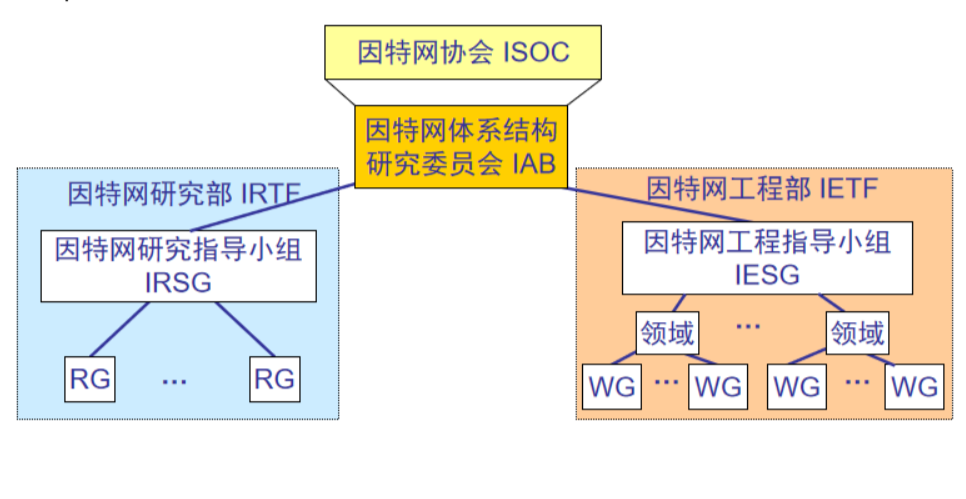 因特网协会 ISOC
因特网体系结构
研究委员会 IAB
因特网研究部 IRTF
因特网研究指导小组
IRSG
RG
...
RG
因特网工程部 IETF
因特网工程指导小组
IESG
领域
...
领域
WG
...
WG
WG
...
WG